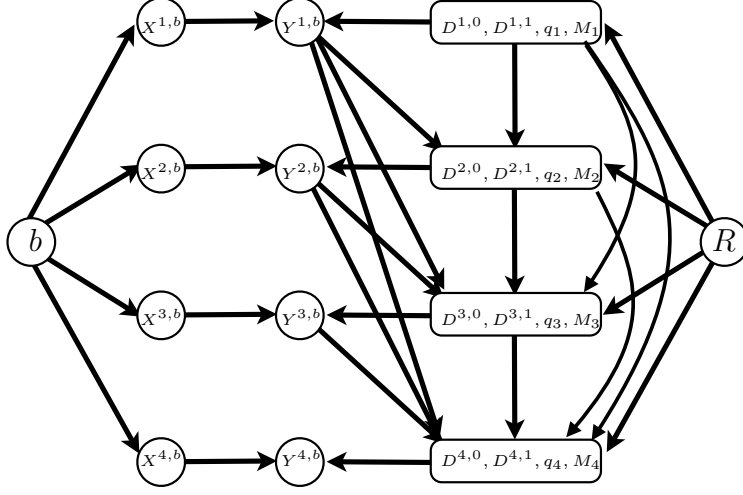 X^{1,b} Y^{1,b} D^{1,0}, D^{1,1}, q_1, M_1
X^{2,b} Y^{2,b} D^{2,0}, D^{2,1}, q_2, M_2
b R
X^{3,b} Y^{3,b} D^{3,0}, D^{3,1}, q_3, M_3
X^{4,b} Y^{4,b} D^{4,0}, D^{4,1}, q_4, M_4